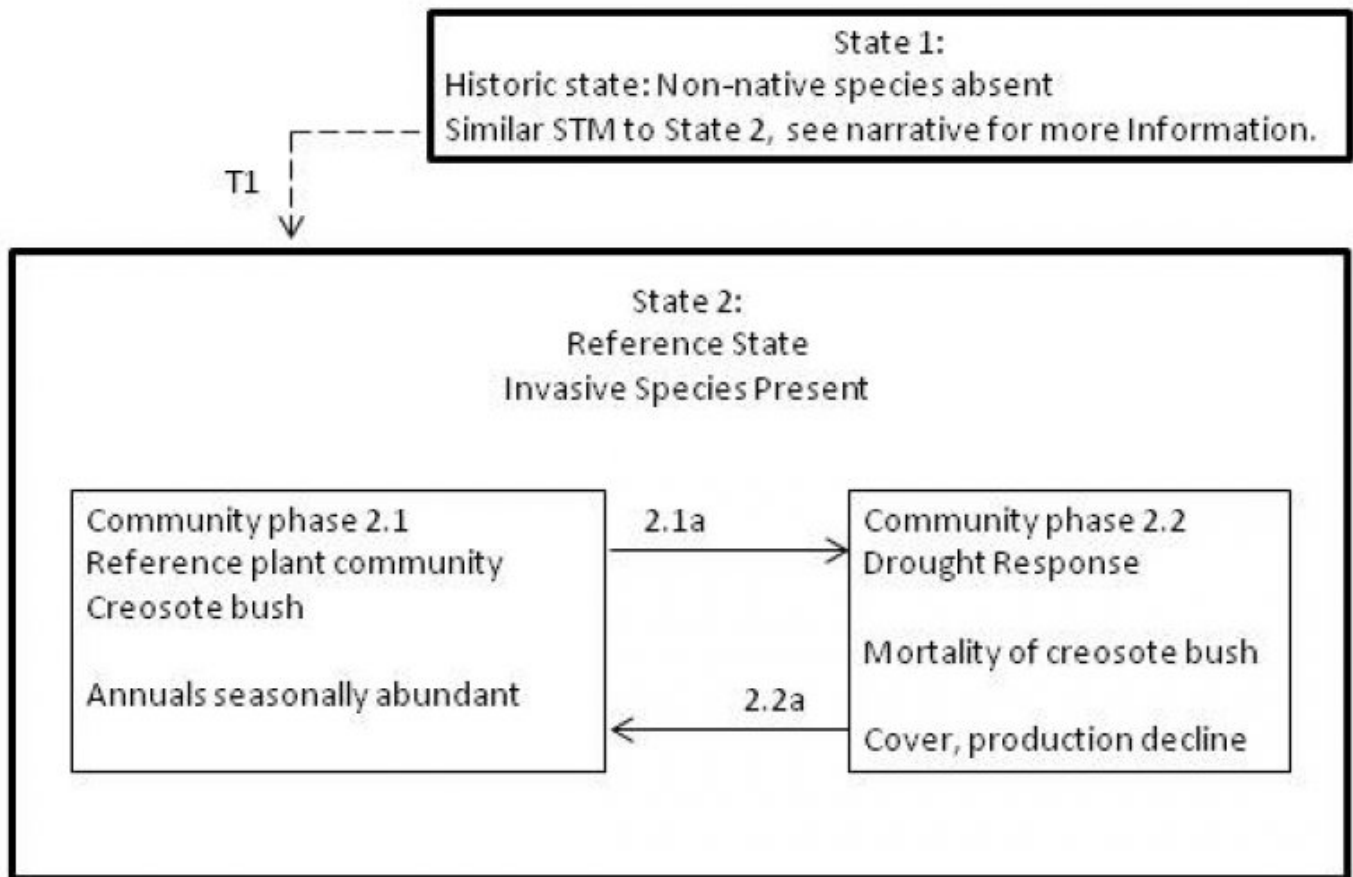 State 1:
Historic state: Non-native species absent
Similar STM to State 2, see narrative for more Information.
T1
State 2:
Reference State
Invasive Species Present
Community phase 2.1
Reference plant community
Creosote bush
Annuals seasonally abundant
2.1a
2.2a
Community phase 2.2
Drought Response
Mortality of creosote bush
Cover, production decline